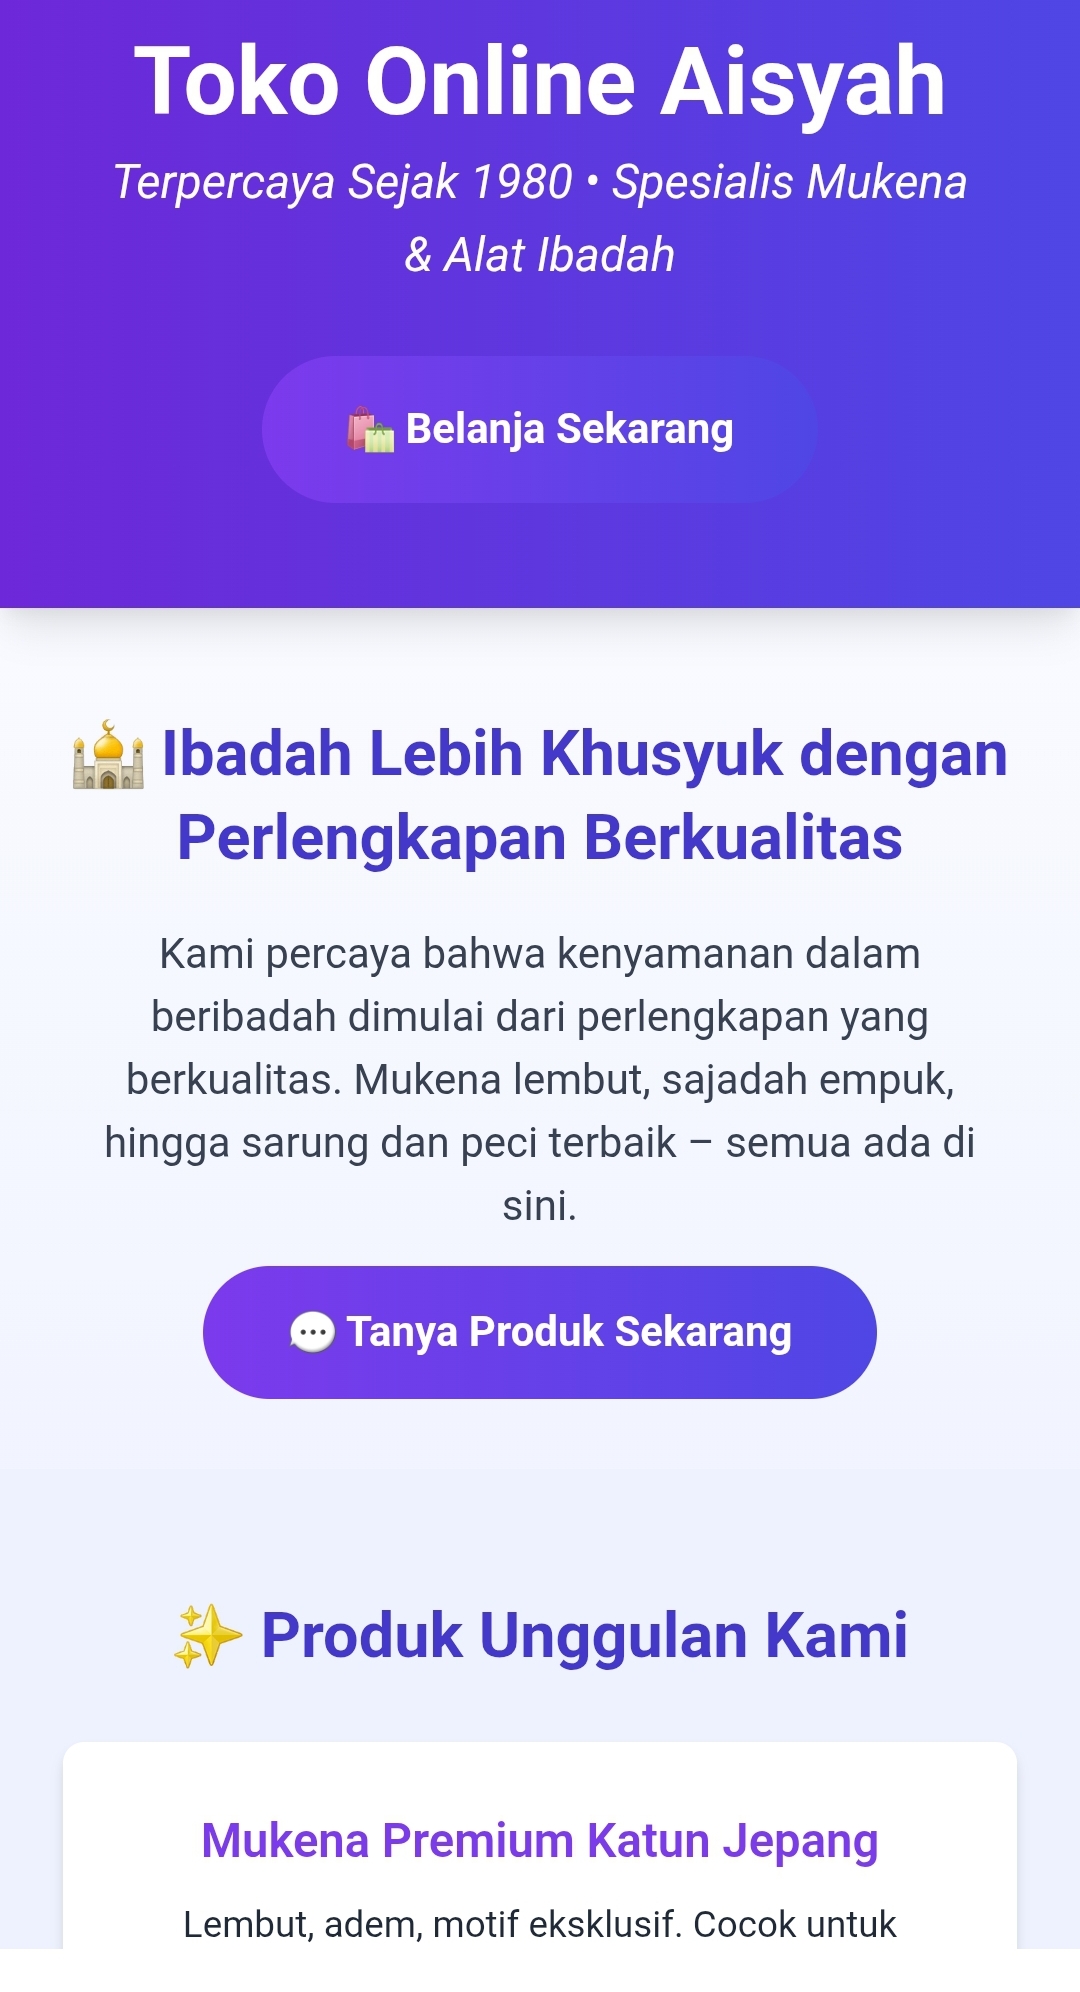 Toko Online Aisyah
Terpercaya Sejak 1980 • Spesialis Mukena
& Alat Ibadah
🛍️ Belanja Sekarang
🕌 Ibadah Lebih Khusyuk dengan
Perlengkapan Berkualitas
Kami percaya bahwa kenyamanan dalam
beribadah dimulai dari perlengkapan yang
berkualitas. Mukena lembut, sajadah empuk,
hingga sarung dan peci terbaik – semua ada di
sini.
💬 Tanya Produk Sekarang
✨ Produk Unggulan Kami
Mukena Premium Katun Jepang
Lembut, adem, motif eksklusif. Cocok untuk